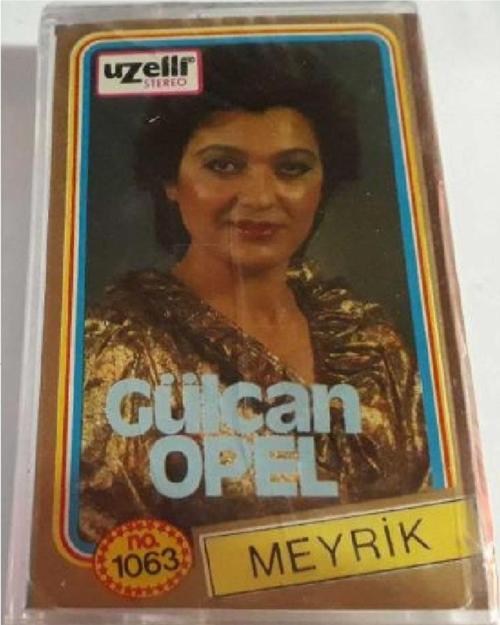 uzelli
STEREO
Gülcan
OPEL
no.
1063
MEYRİK